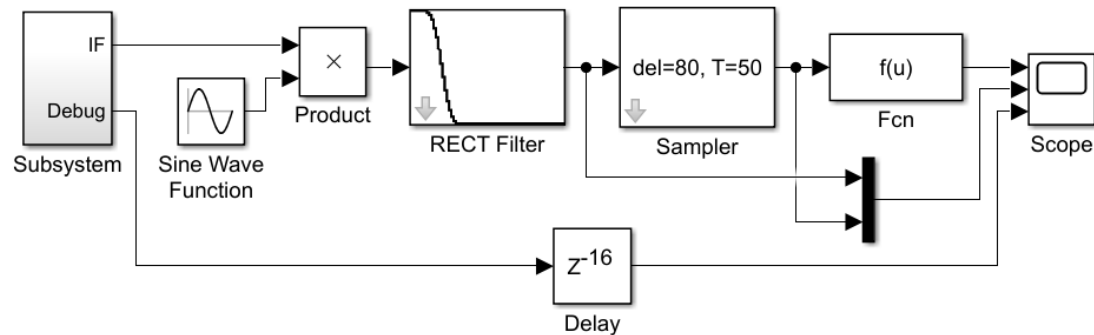 IF
Debug
Subsystem
Sine Wave
Function
×
Product
RECT Filter
del=80, T=50
Sampler
f(u)
Fcn
Scope
Z-16
Delay